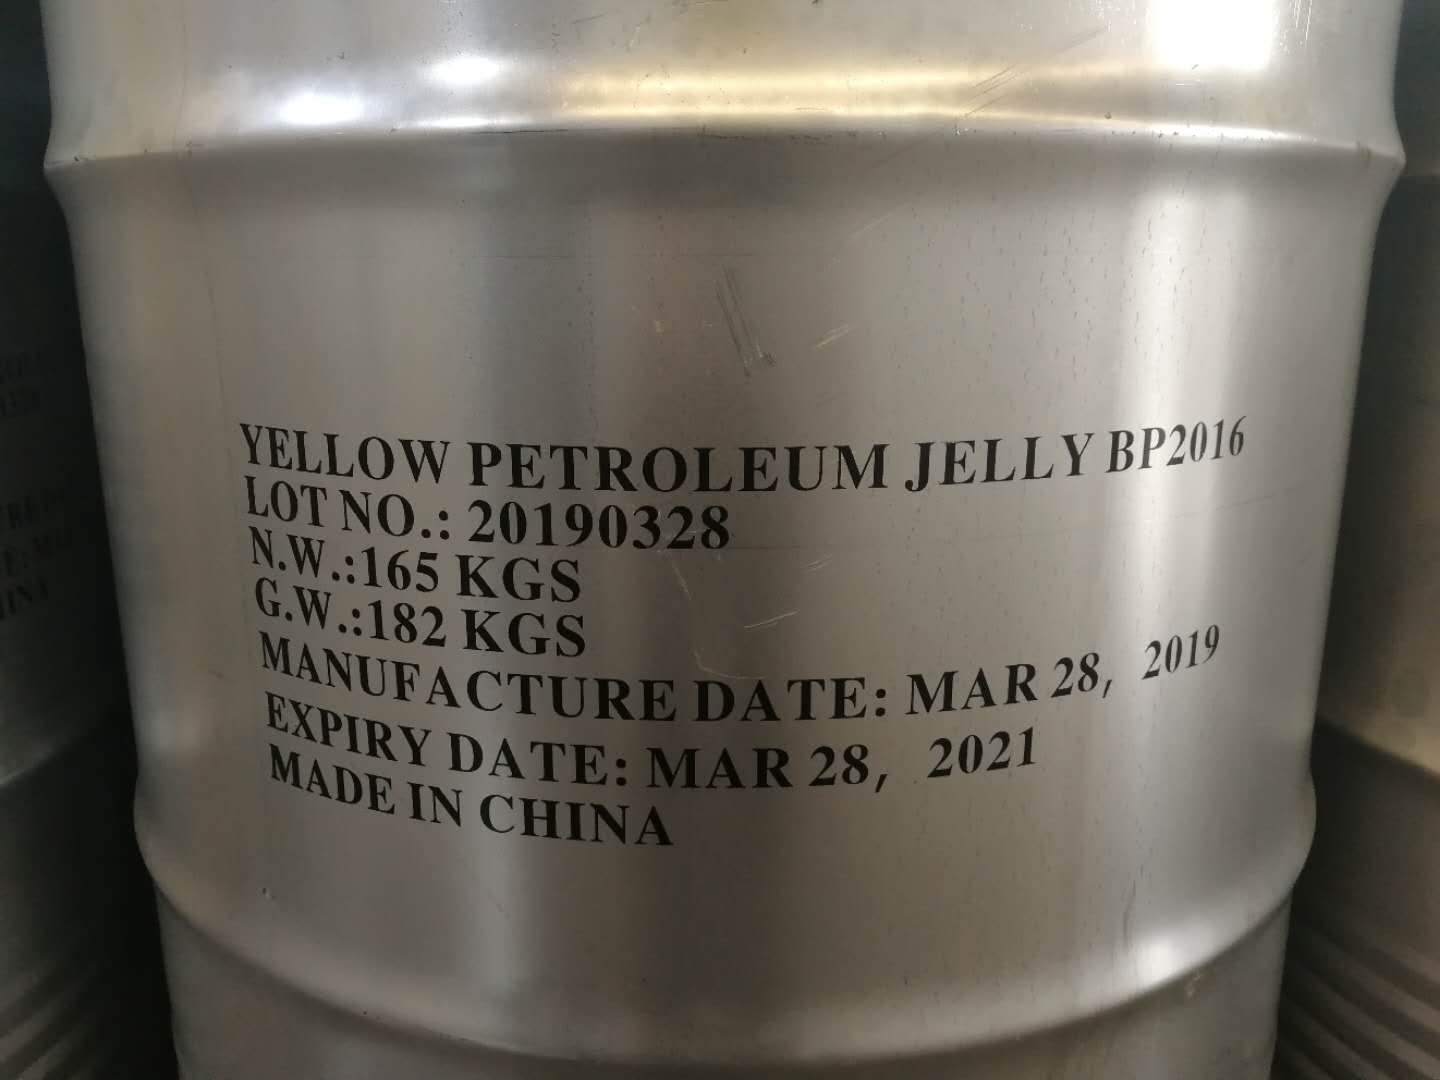 YELLOW PETROLEUM JELLY BP2016
LOT NO.: 20190328
N.W.:165 KGS
G.W.:182 KGS
MANUFACTURE DATE: MAR 28, 2019
EXPIRY DATE: MAR 28, 2021
MADE IN CHINA